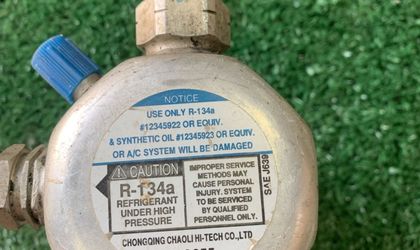 NOTICE
USE ONLY R-134a
#12345922 OR EQUIV.
& SYNTHETIC OIL #12345923 OR EQUIV.
OR A/C SYSTEM WILL BE DAMAGED
CAUTION
R-134a
REFRIGERANT
UNDER HIGH
PRESSURE
IMPROPER SERVICE
METHODS MAY
CAUSE PERSONAL
INJURY. SYSTEM
TO BE SERVICED
BY QUALIFIED
PERSONNEL ONLY.
SAE J639
CHONGQING CHAOLI HI-TECH CO.,LTD